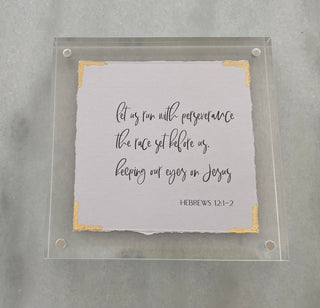 let us run with perseverance
the race set before us,
keeping our eyes on Jesus
HEBREWS 12:1-2